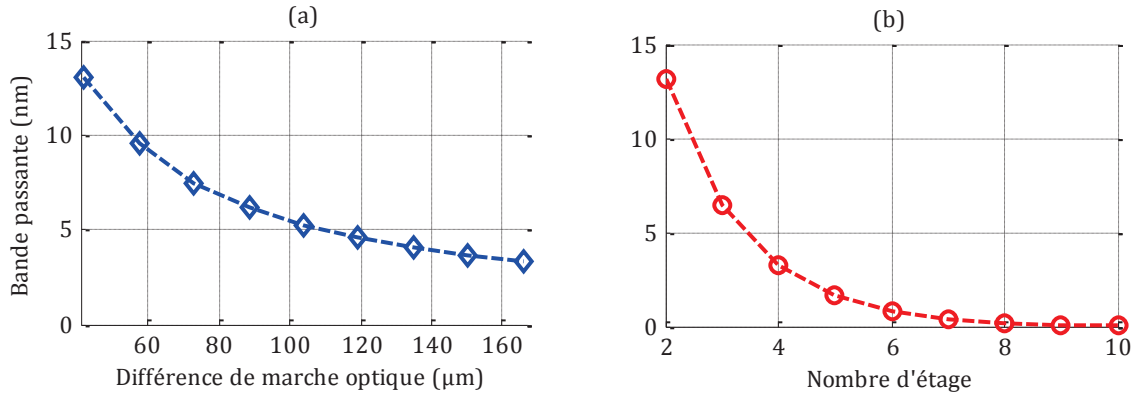 (a)
Bande passante (nm)
15
10
5
0
60 80 100 120 140 160
Différence de marche optique (µm)
(b)
15
10
5
0
2 4 6 8 10
Nombre d'étage